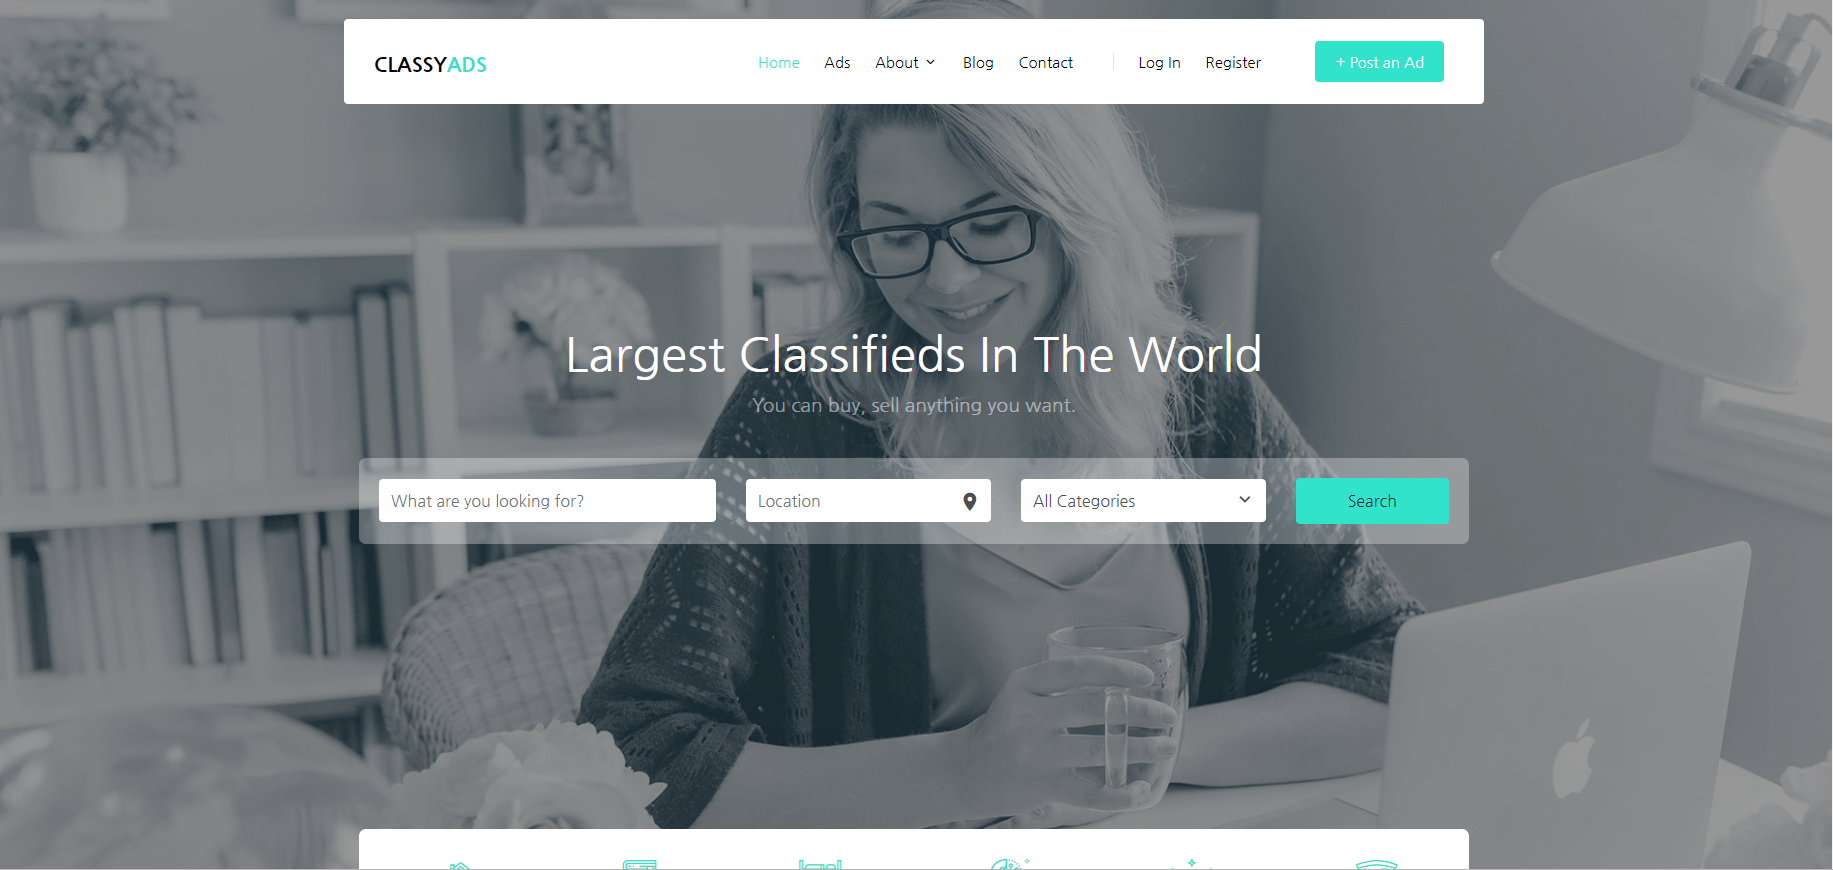 CLASSYADS
Home Ads About Blog Contact Log In Register + Post an Ad
Largest Classifieds In The World
You can buy, sell anything you want.
What are you looking for? Location All Categories Search